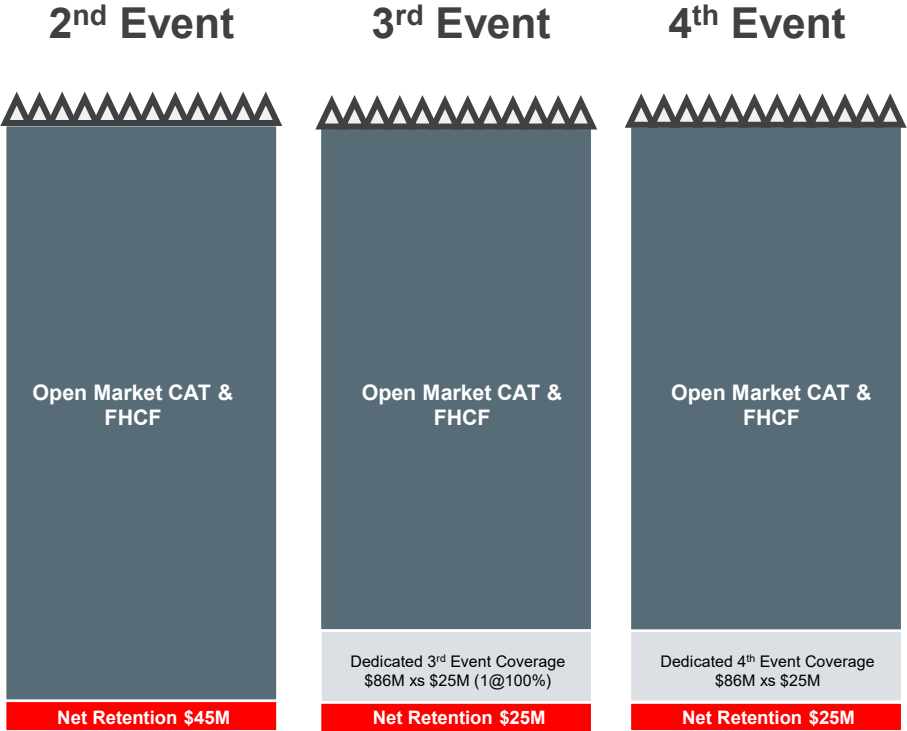 2nd Event
3rd Event
4th Event
Open Market CAT &
FHCF
Open Market CAT &
FHCF
Open Market CAT &
FHCF
Dedicated 3rd Event Coverage
$86M xs $25M (1@100%)
Dedicated 4th Event Coverage
$86M xs $25M
Net Retention $45M
Net Retention $25M
Net Retention $25M